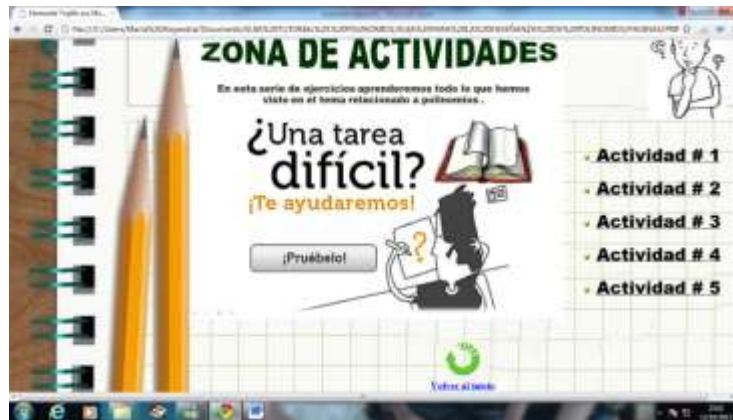 ZONA DE ACTIVIDADES
En esta serie de ejercicios aprenderemos todo lo que hemos
visto en el tema relacionado a polinomios .
¿Una tarea
difícil?
¡Te ayudaremos!
¡Pruébelo!
Actividad # 1
Actividad # 2
Actividad # 3
Actividad # 4
Actividad # 5
Volver al inicio